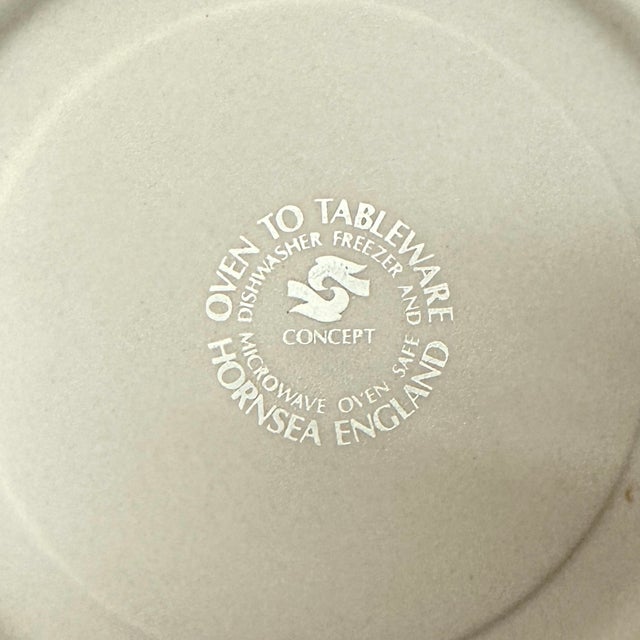 OVEN TO TABLEWARE
DISHWASHER FREEZER AND
CONCEPT
MICROWAVE OVEN SAFE
HORNSEA ENGLAND